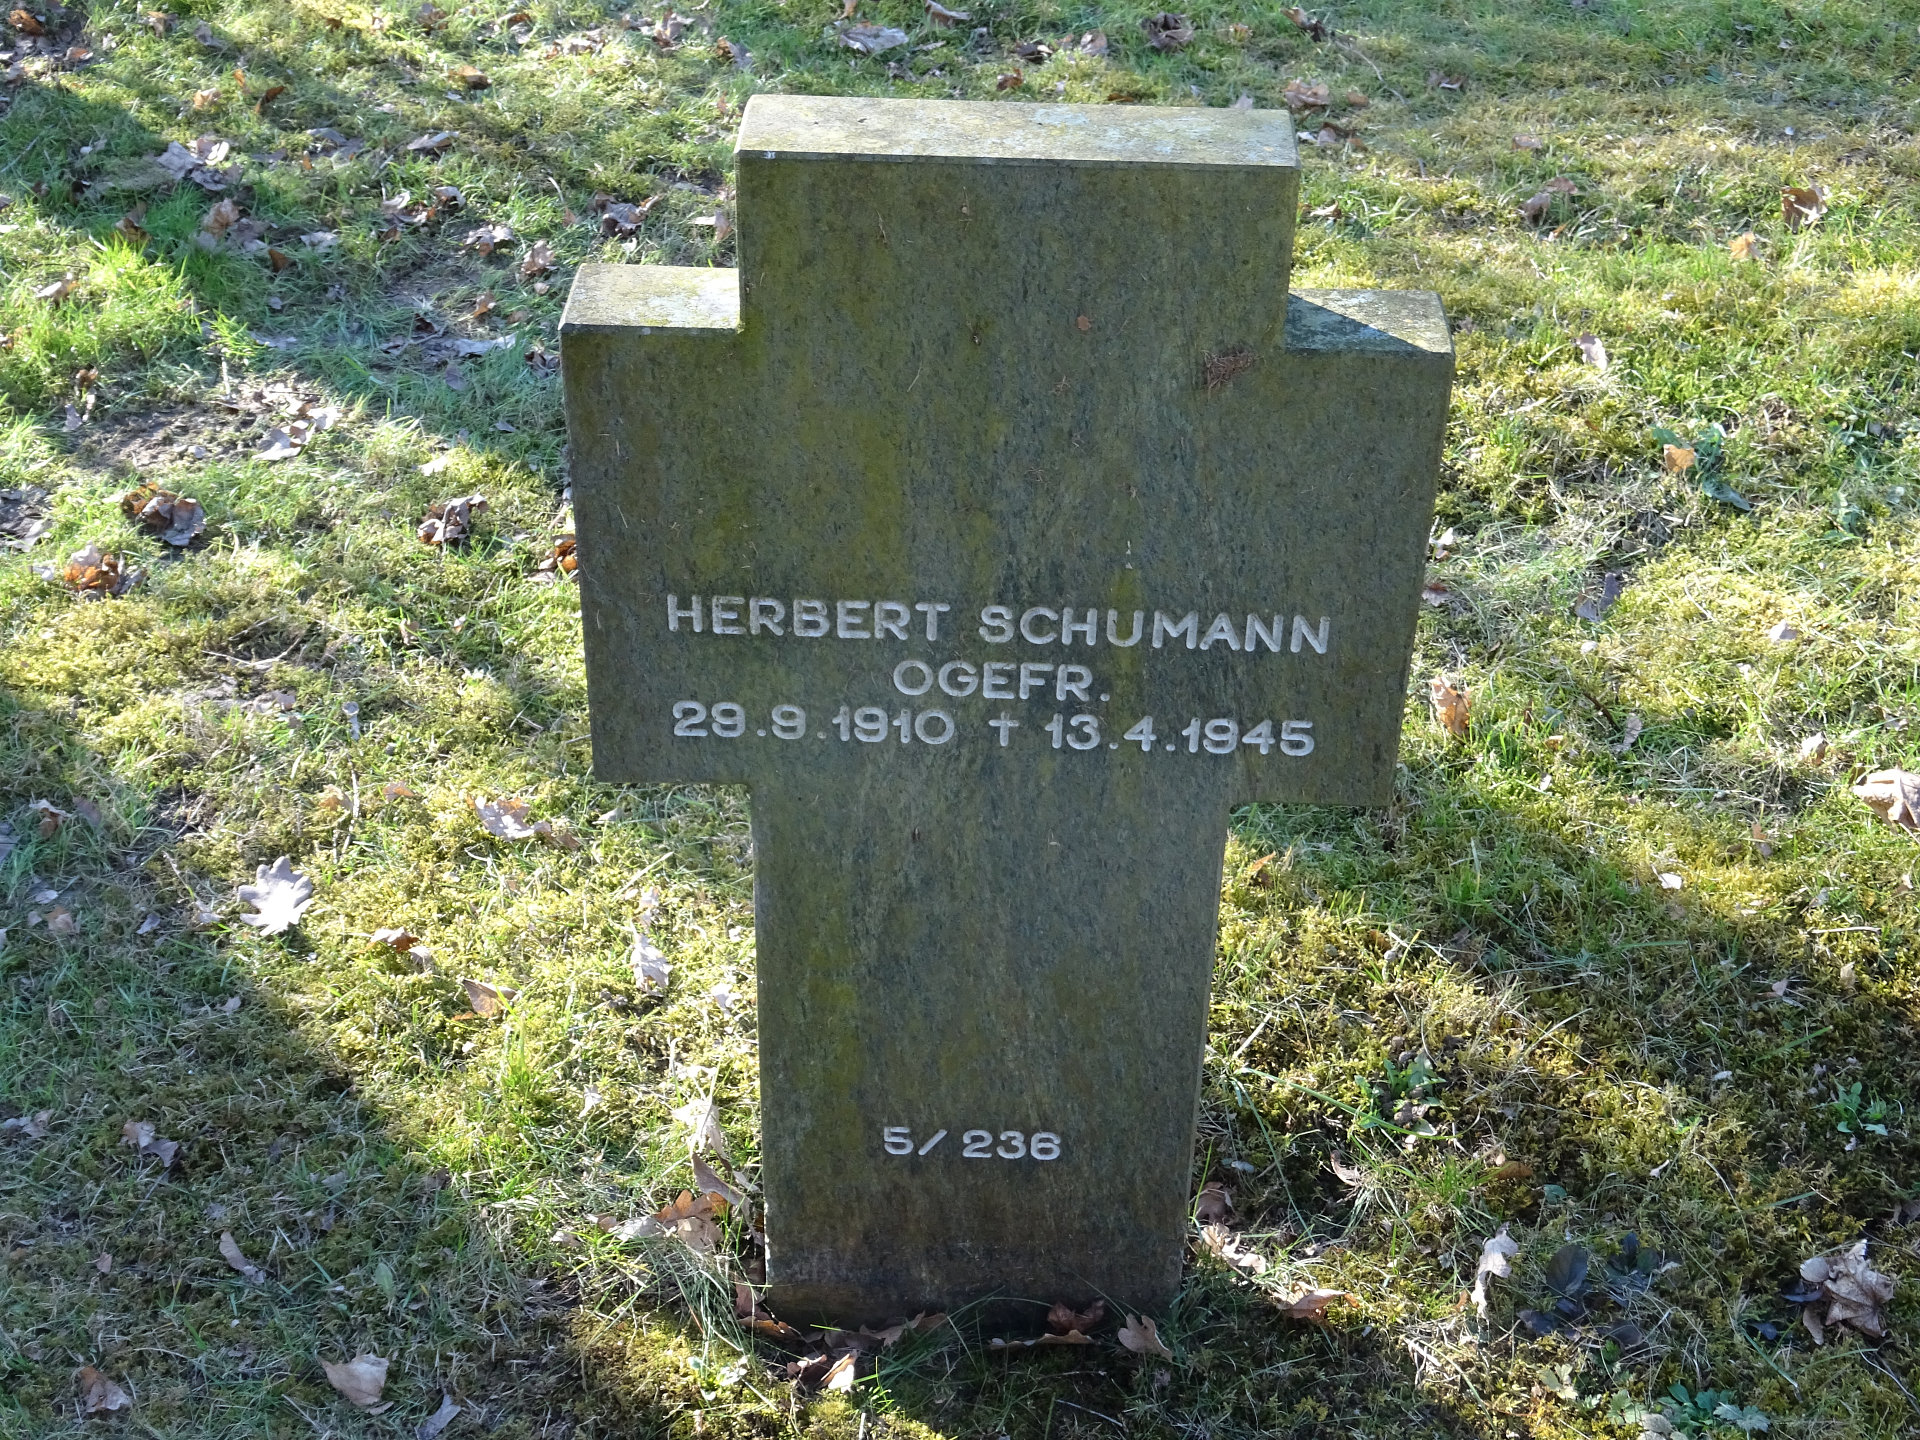 HERBERT SCHUMANN
OGEFR.
29.9.1910 † 13.4.1945
5/236